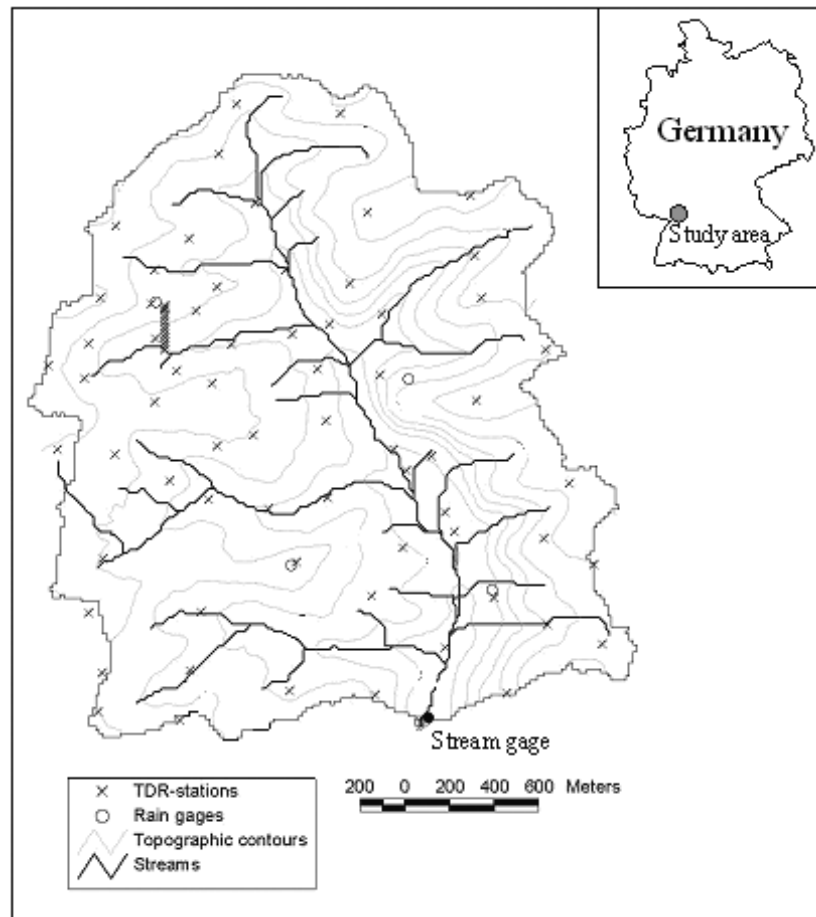 Germany
Study area
Stream gage
TDR-stations
Rain gages
Topographic contours
Streams
200 0 200 400 600 Meters